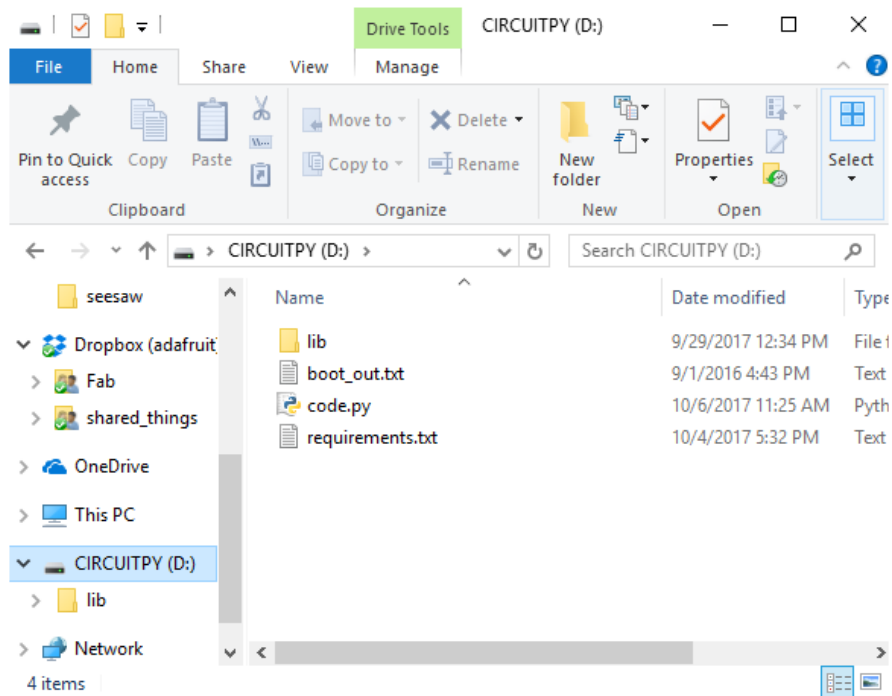 Drive Tools CIRCUITPY (D:)
File Home Share View Manage
Pin to Quick access Copy Paste
Move to Delete
Copy to Rename
New folder
Properties
Select
Clipboard Organize New Open
CIRCUITPY (D:) Search CIRCUITPY (D:)
seesaw
Dropbox (adafruit
Fab
shared_things
OneDrive
This PC
CIRCUITPY (D:)
lib
Network
Name Date modified Type
lib 9/29/2017 12:34 PM File f
boot_out.txt 9/1/2016 4:43 PM Text
code.py 10/6/2017 11:25 AM Pyth
requirements.txt 10/4/2017 5:32 PM Text
4 items